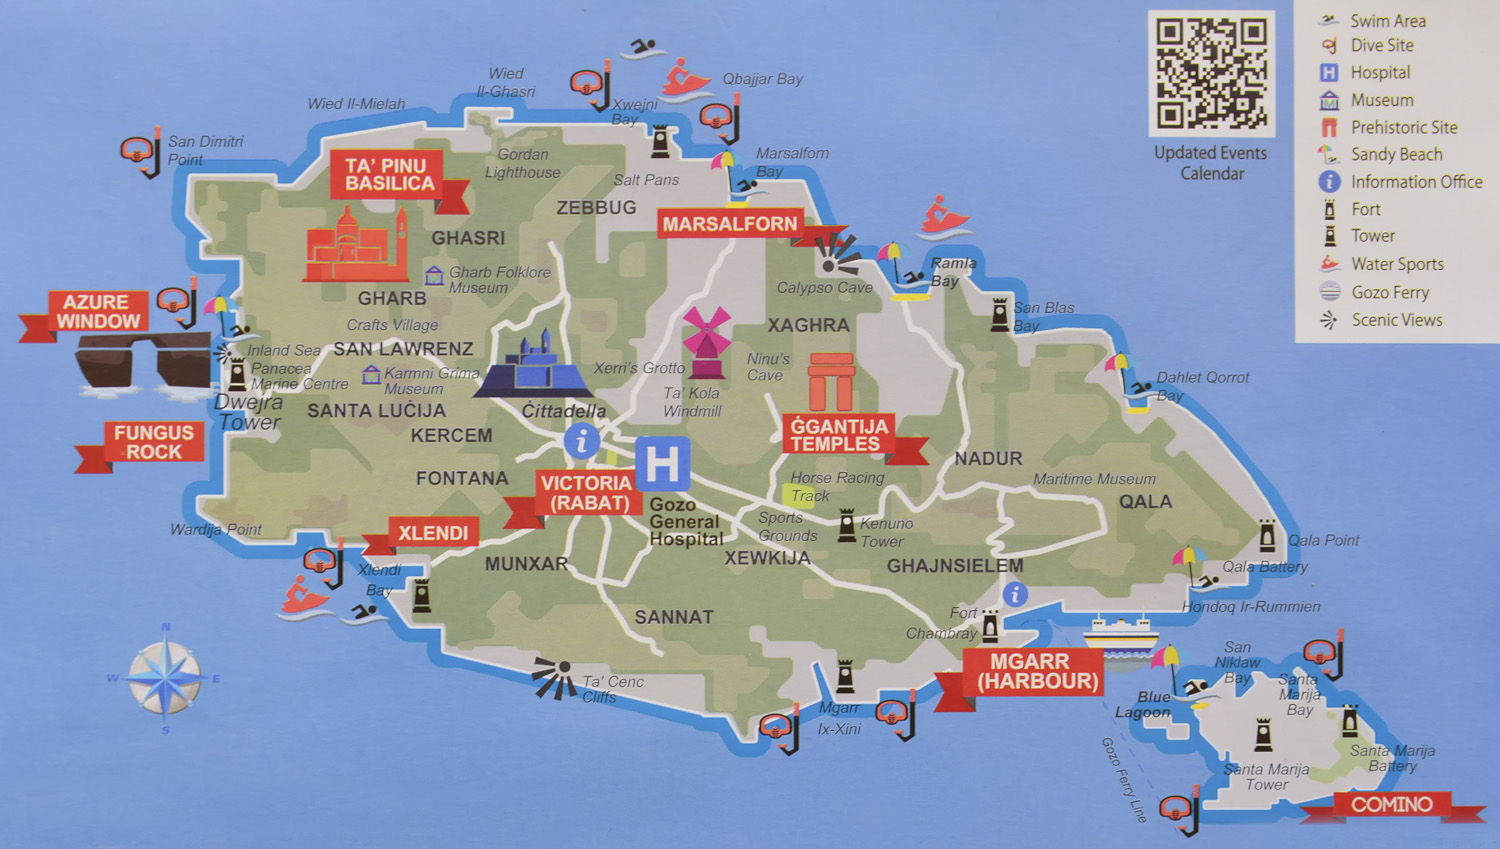 Swim Area
Dive Site
H Hospital
M Museum
Prehistoric Site
Sandy Beach
i Information Office
Fort
Tower
Water Sports
Gozo Ferry
Scenic Views
Updated Events
Calendar
Wied
Il-Ghasri
Qbajjar Bay
Wied Il-Mielah
Xwejni
Bay
San Dimitri
Point
TA' PINU
BASILICA
Gordan
Lighthouse
Salt Pans
Marsalforn
Bay
ZEBBUG
MARSALFORN
GHASRI
Gharb Folklore
Museum
GHARB
Calypso Cave
Ramla
Bay
AZURE
WINDOW
Crafts Village
XAGHRA
San Blas
Bay
SAN LAWRENZ
Inland Sea
Panacea
Marine Centre
Dwejra
Tower
Karmni Grima
Museum
Xerri's Grotto
Ninu's
Cave
Ta' Kola
Windmill
Dahlet Qorrot
Bay
SANTA LUĊIJA
Ċittadella
FUNGUS
ROCK
KERCEM
i
H
ĠGANTIJA
TEMPLES
NADUR
FONTANA
VICTORIA
(RABAT)
Gozo
General
Hospital
Horse Racing
Track
Maritime Museum
QALA
Wardija Point
XLENDI
Sports
Grounds
Kenuno
Tower
Qala Point
Xlendi
Bay
MUNXAR
XEWKIJA
GHAJNSIELEM
Qala Battery
i
Hondoq Ir-Rummien
SANNAT
Fort
Chambray
N
W
E
S
MGARR
(HARBOUR)
San
Niklaw
Bay
Santa
Marija
Bay
Ta' Cenc
Cliffs
Mgarr
Ix-Xini
Blue
Lagoon
Gozo Ferry Line
Santa Marija
Battery
Santa Marija
Tower
COMINO